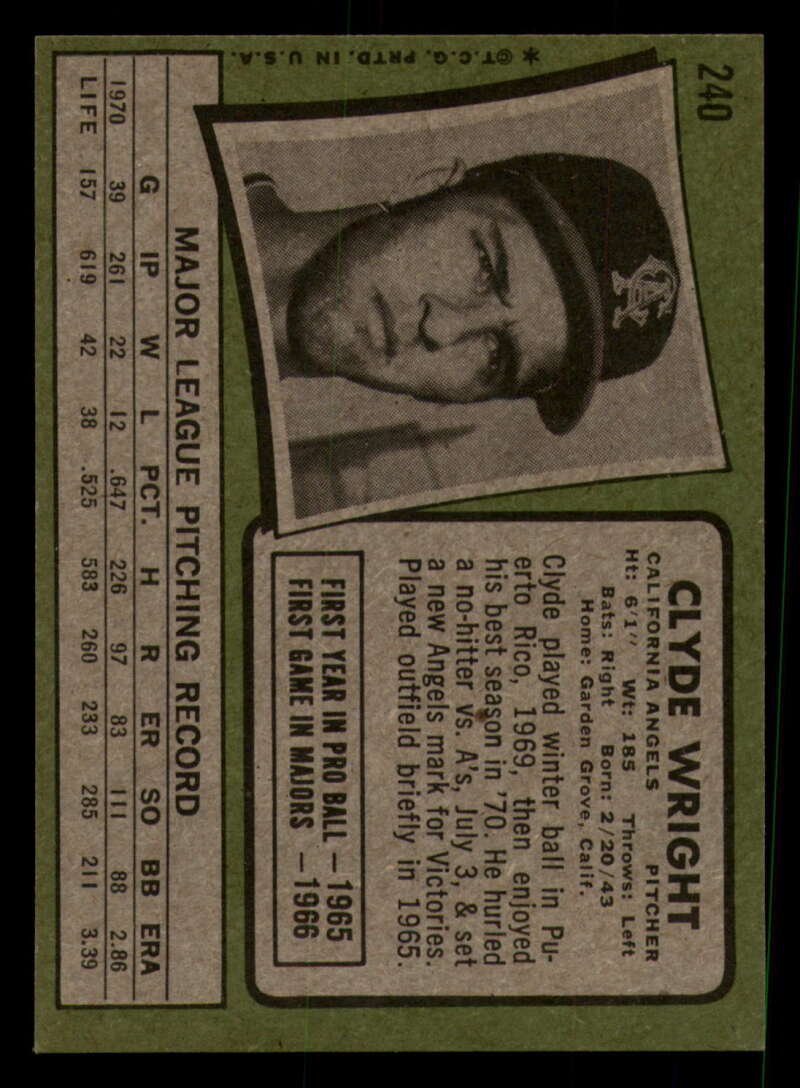 240
*©T.C.G. PRTD. IN U.S.A.
CLYDE WRIGHT
CALIFORNIA ANGELS PITCHER
Ht: 6'1" Wt: 185 Throws: Left
Bats: Right Born: 2/20/43
Home: Garden Grove, Calif.
Clyde played winter ball in Pu-
erto Rico, 1969, then enjoyed
his best season in '70. He hurled
a no-hitter vs. A's, July 3, & set
a new Angels mark for Victories.
Played outfield briefly in 1965.
FIRST YEAR IN PRO BALL — 1965
FIRST GAME IN MAJORS — 1966
MAJOR LEAGUE PITCHING RECORD
G IP W L PCT. H R ER SO BB ERA
1970 39 261 22 12 .647 226 97 83 111 88 2.86
LIFE 157 619 42 38 .525 583 260 233 285 211 3.39